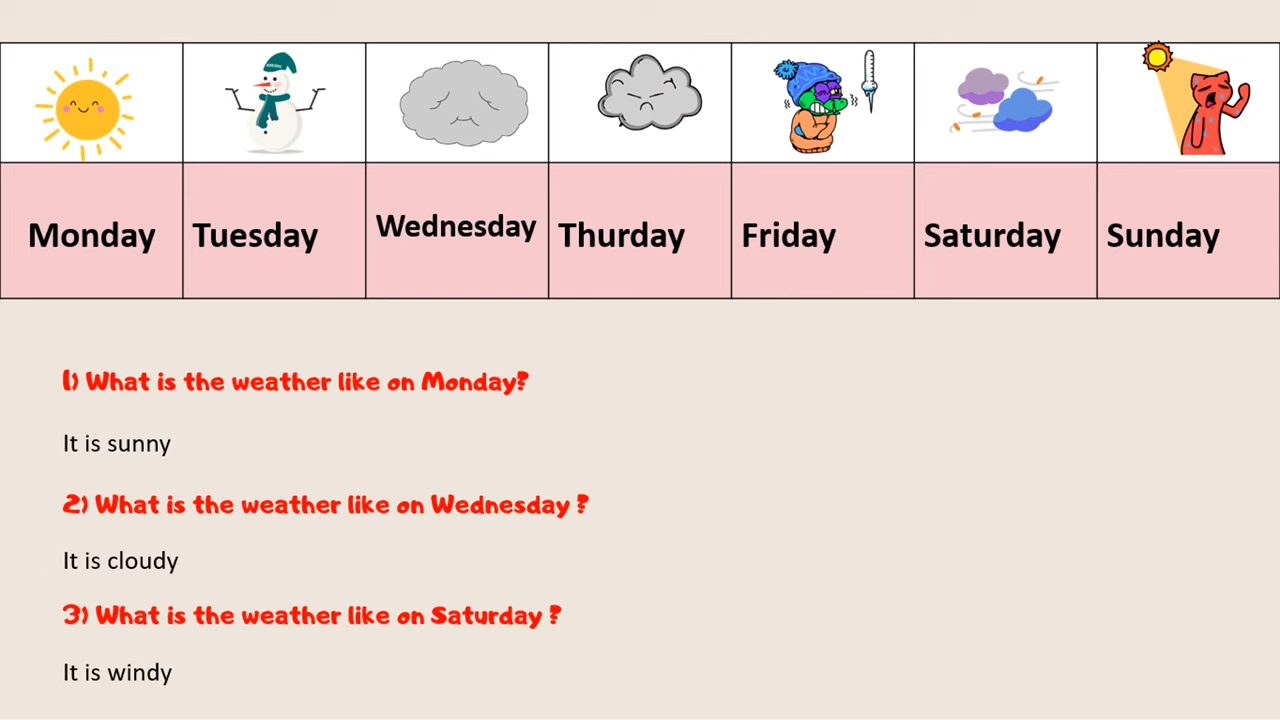 Monday Tuesday Wednesday Thurday Friday Saturday Sunday
1) What is the weather like on Monday?
It is sunny
2) What is the weather like on Wednesday ?
It is cloudy
3) What is the weather like on Saturday ?
It is windy